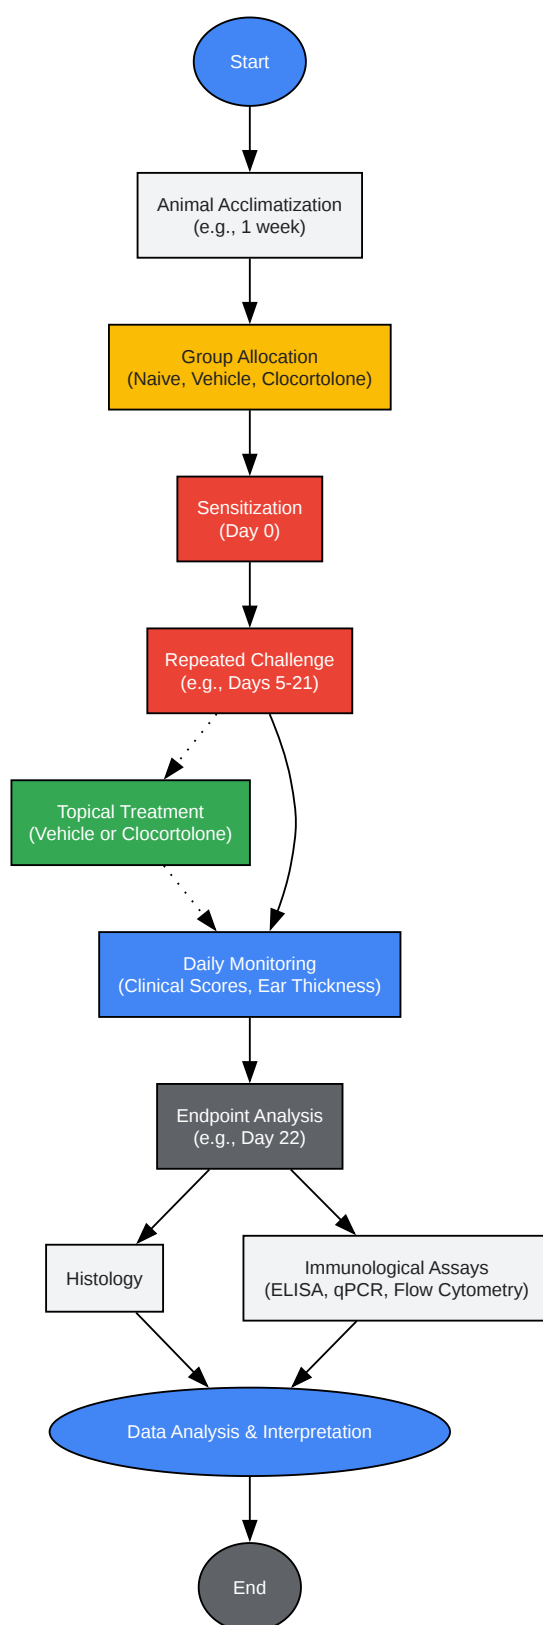 Start
Animal Acclimatization
(e.g., 1 week)
Group Allocation
(Naive, Vehicle, Clocortolone)
Sensitization
(Day 0)
Repeated Challenge
(e.g., Days 5-21)
Topical Treatment
(Vehicle or Clocortolone)
Daily Monitoring
(Clinical Scores, Ear Thickness)
Endpoint Analysis
(e.g., Day 22)
Histology
Immunological Assays
(ELISA, qPCR, Flow Cytometry)
Data Analysis & Interpretation
End